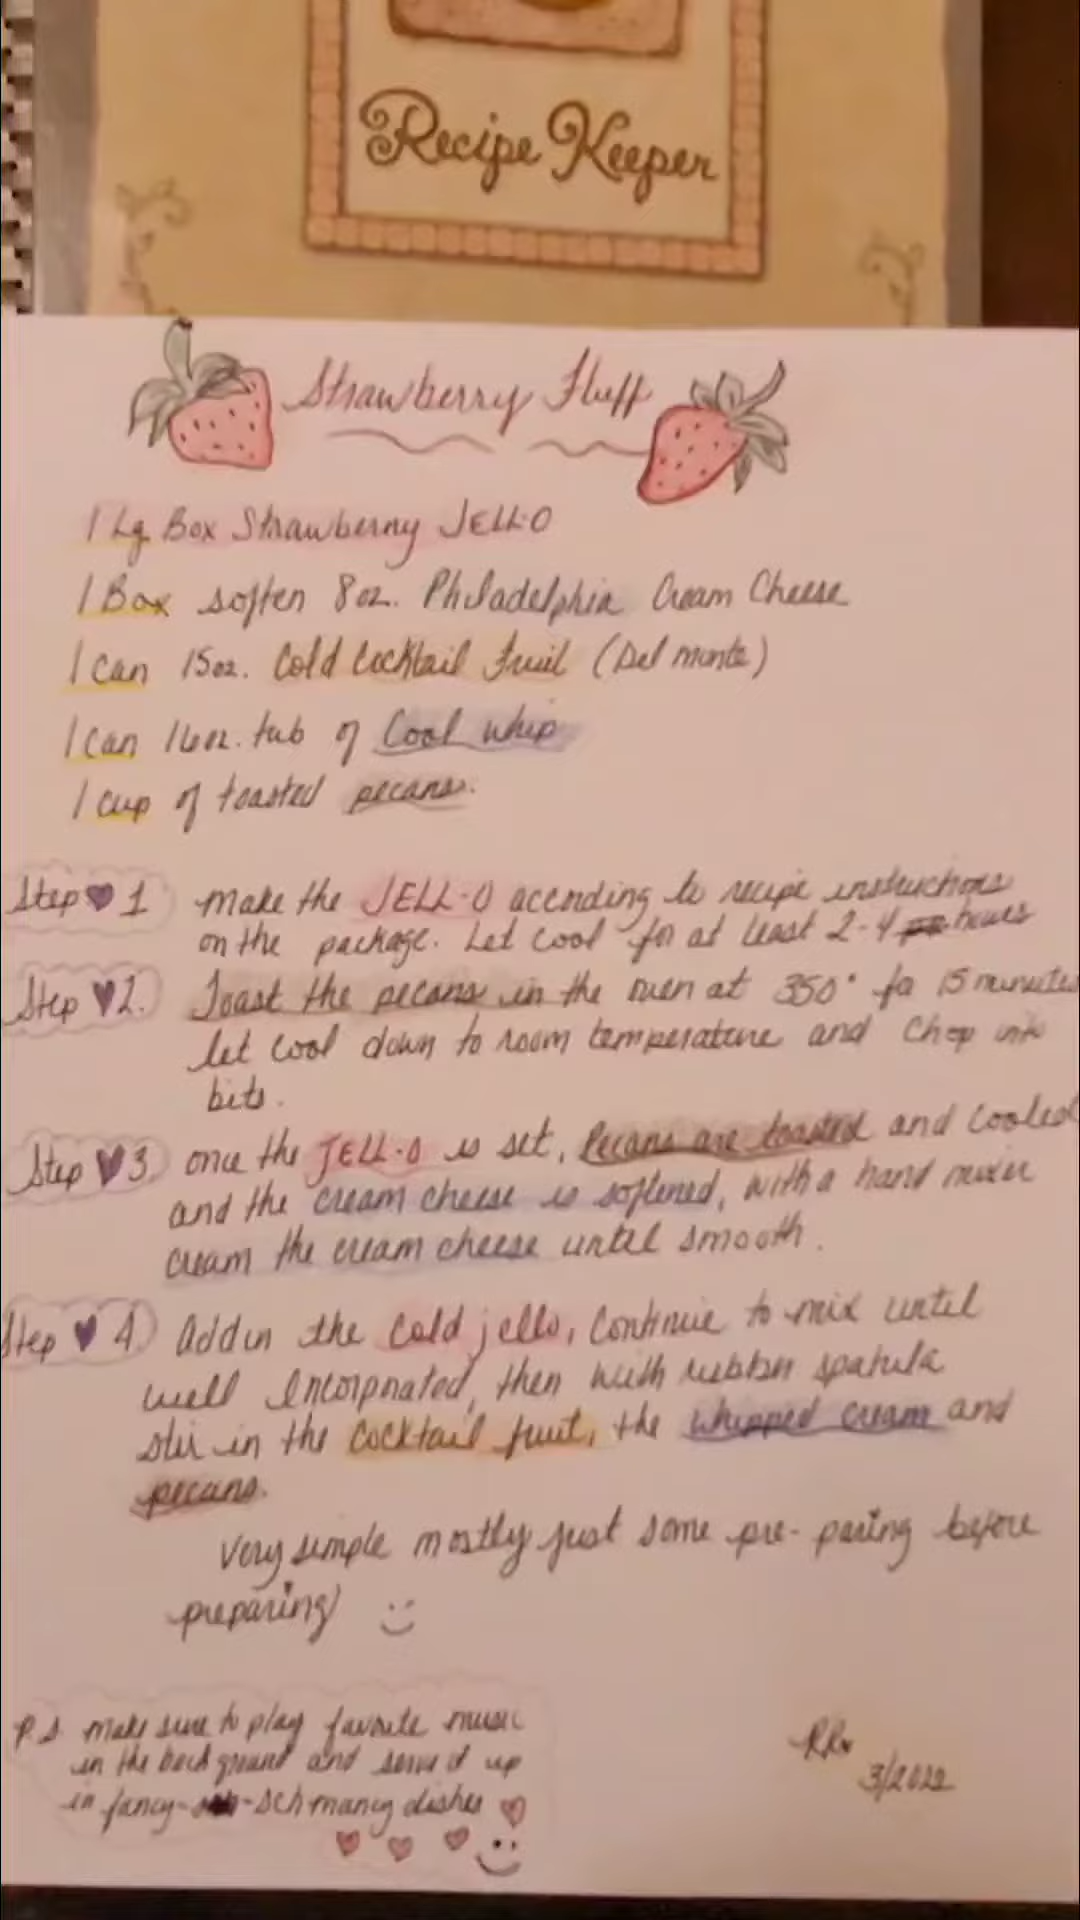 Recipe Keeper
Strawberry Fluff
1 Lg. Box Strawberry JELL-O
1 Box soften 8oz. Philadelphia Cream Cheese
1 Can 15oz. Cold Cocktail Fruit (Del monte)
1 Can 16oz. tub of Cool whip
1 cup of toasted pecans.
Step 1 make the JELL-O according to recipe instructions
on the package. Let cool for at least 2-4 hours
Step 2. Toast the pecans in the oven at 350° for 15 minutes
let cool down to room temperature and Chop into
bits.
Step 3. once the JELL-O is set, Pecans are toasted and cooled
and the cream cheese is softened, with a hand mixer
cream the cream cheese until smooth.
Step 4 Add in the cold jello, continue to mix until
well Incorporated, then with rubber spatula
stir in the cocktail fruit, the whipped cream and
pecans.
Very simple mostly just some pre-paring before
preparing
P.S. make sure to play favorite music
in the back ground and serve it up
in fancy-schmancy dishes
3/2022